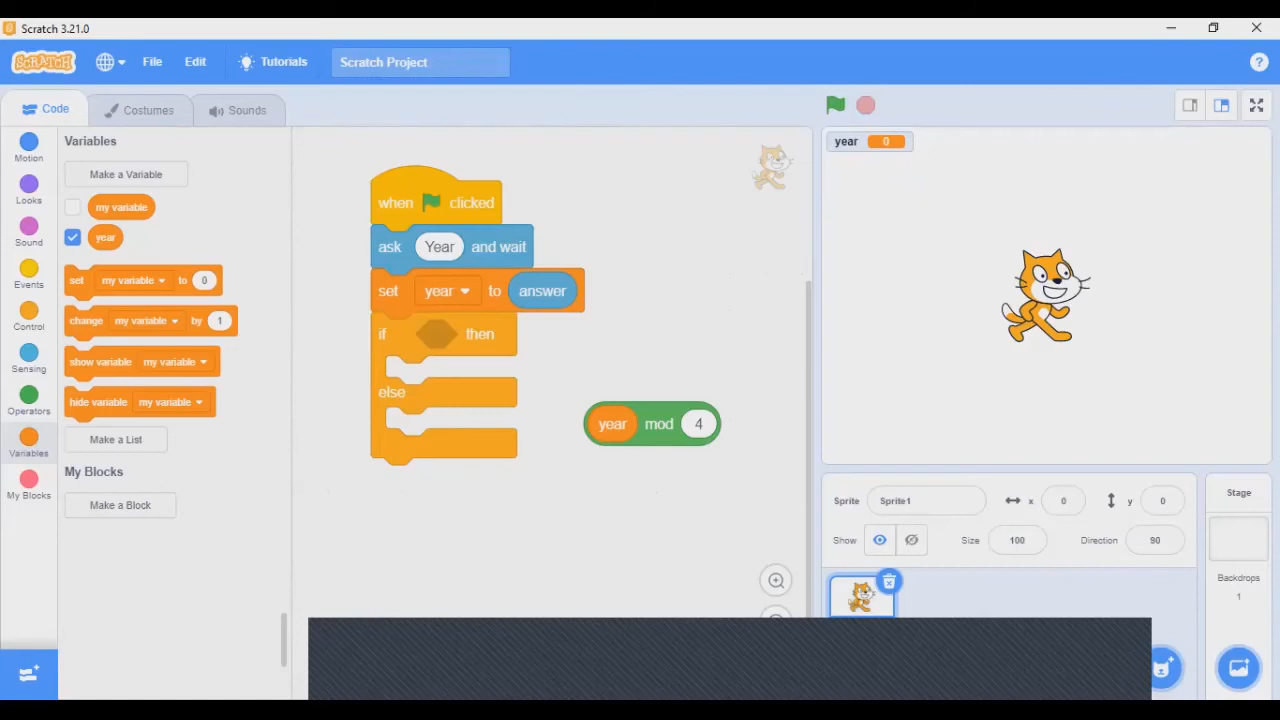 Scratch 3.21.0
SCRATCH File Edit Tutorials Scratch Project ?
Code Costumes Sounds
Motion
Looks
Sound
Events
Control
Sensing
Operators
Variables
My Blocks
Variables
Make a Variable
my variable
year
set my variable to 0
change my variable by 1
show variable my variable
hide variable my variable
Make a List
My Blocks
Make a Block
when clicked
ask Year and wait
set year to answer
if then
else
year mod 4
year 0
Sprite Sprite1 x 0 y 0
Show Size 100 Direction 90
Stage
Backdrops
1